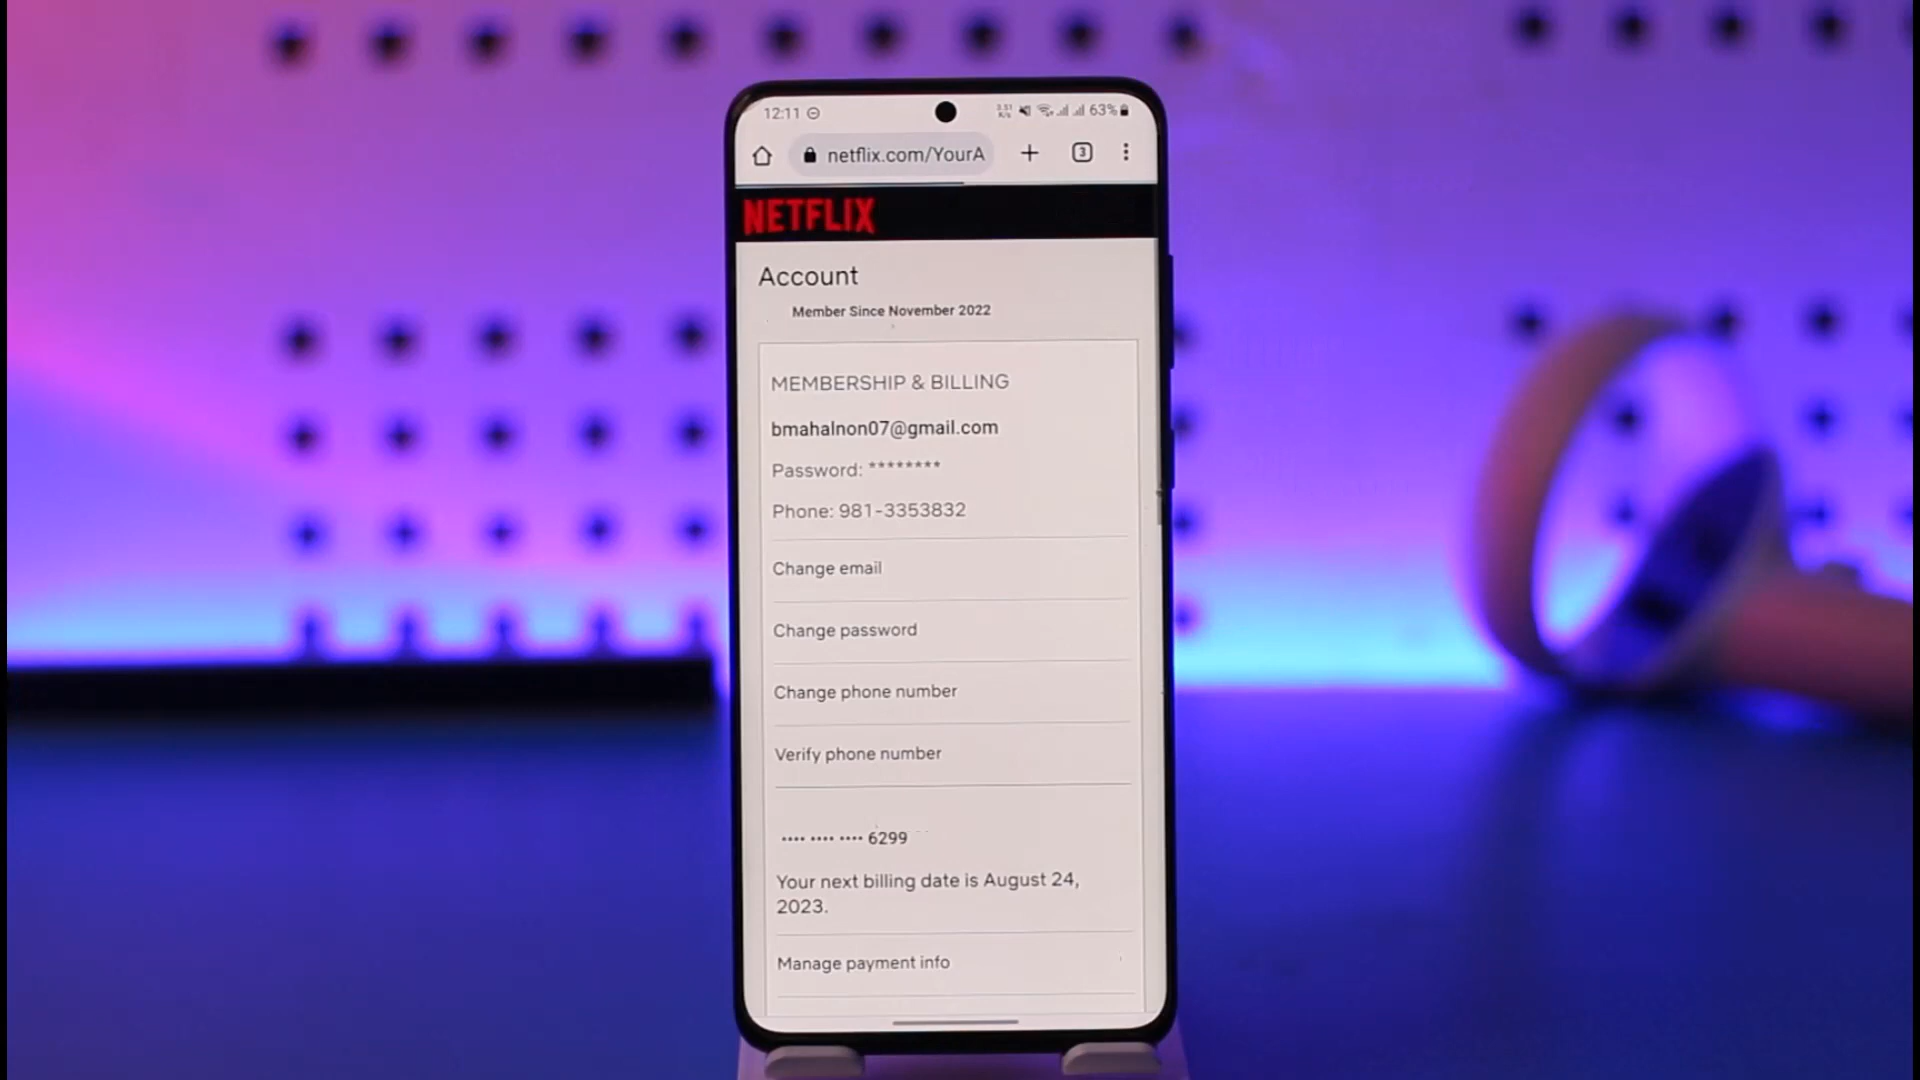 12:11
63%
netflix.com/YourA
3
NETFLIX
Account
Member Since November 2022
MEMBERSHIP & BILLING
bmahalnon07@gmail.com
Password: ********
Phone: 981-3353832
Change email
Change password
Change phone number
Verify phone number
•••• •••• •••• 6299
Your next billing date is August 24,
2023.
Manage payment info